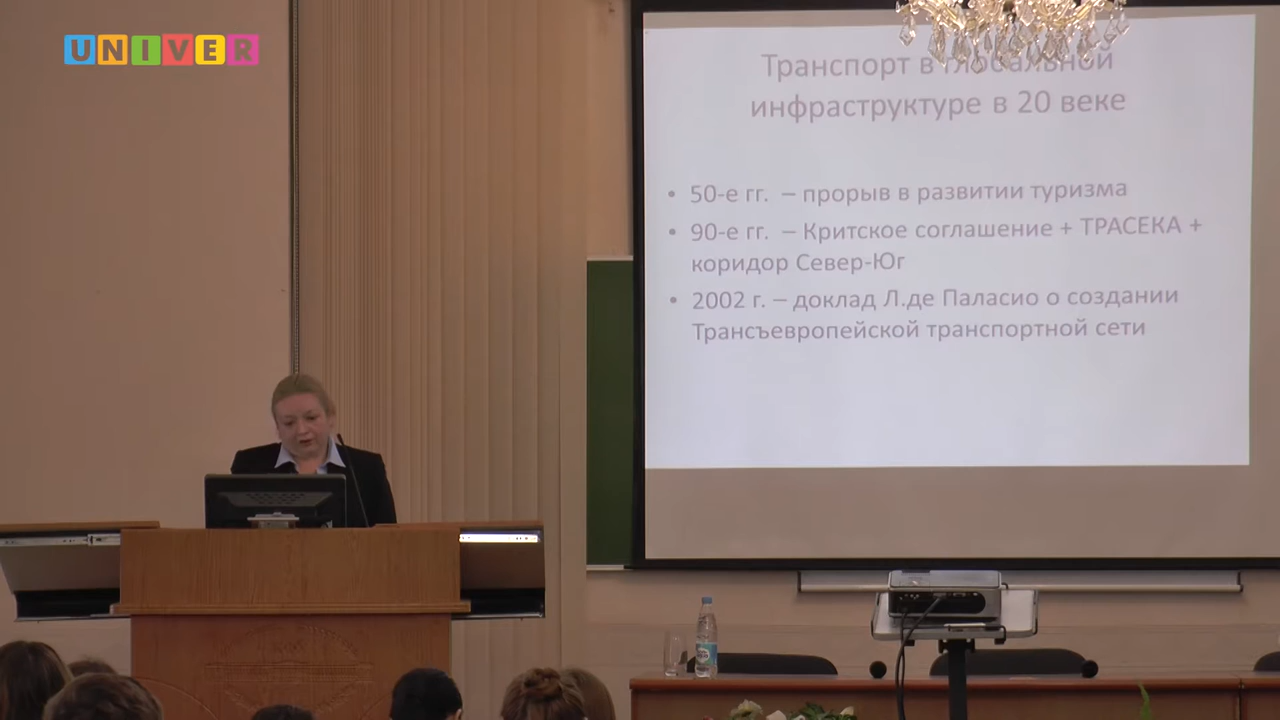 UNIVER
Транспорт в глобальной
инфраструктуре в 20 веке
• 50-е гг. – прорыв в развитии туризма
• 90-е гг. – Критское соглашение + ТРАСЕКА +
коридор Север-Юг
• 2002 г. – доклад Л.де Паласио о создании
Трансъевропейской транспортной сети